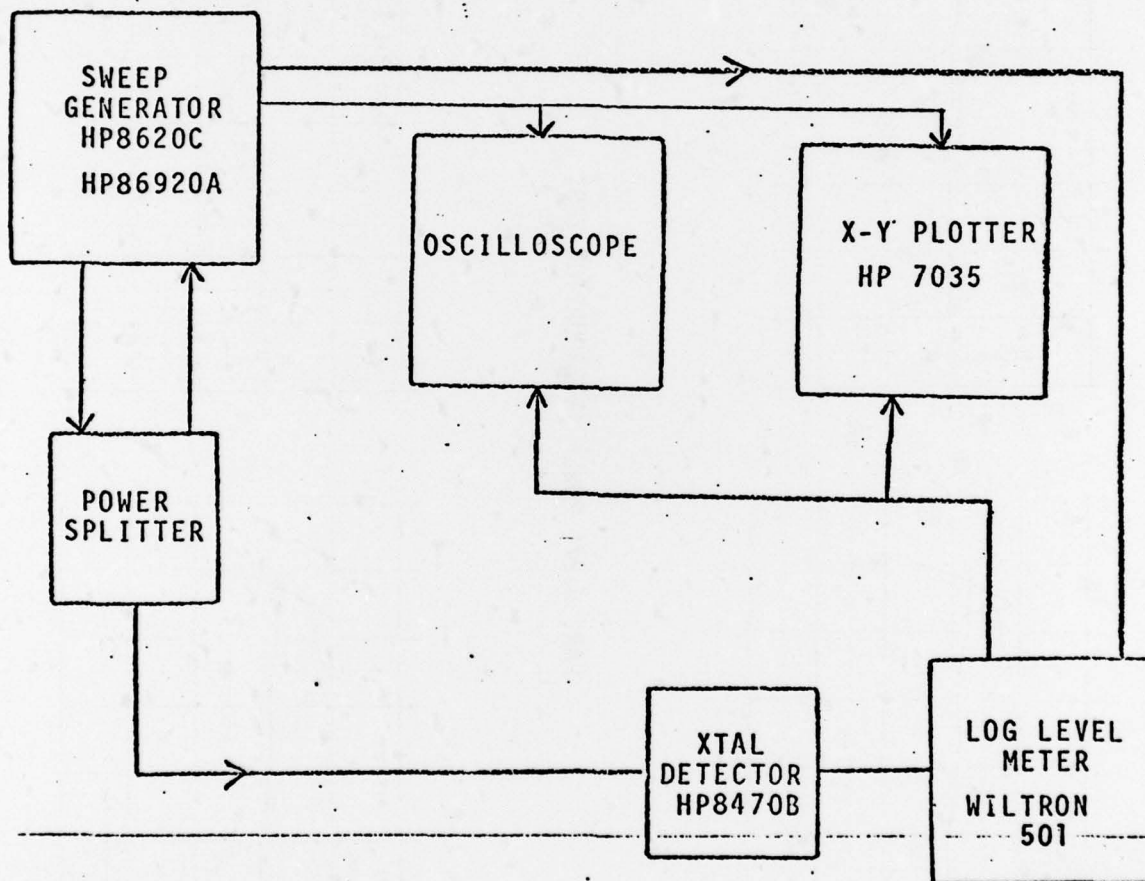 SWEEP
GENERATOR
HP8620C
HP86920A
OSCILLOSCOPE
X-Y PLOTTER
HP 7035
POWER
SPLITTER
XTAL
DETECTOR
HP8470B
LOG LEVEL
METER
WILTRON
501